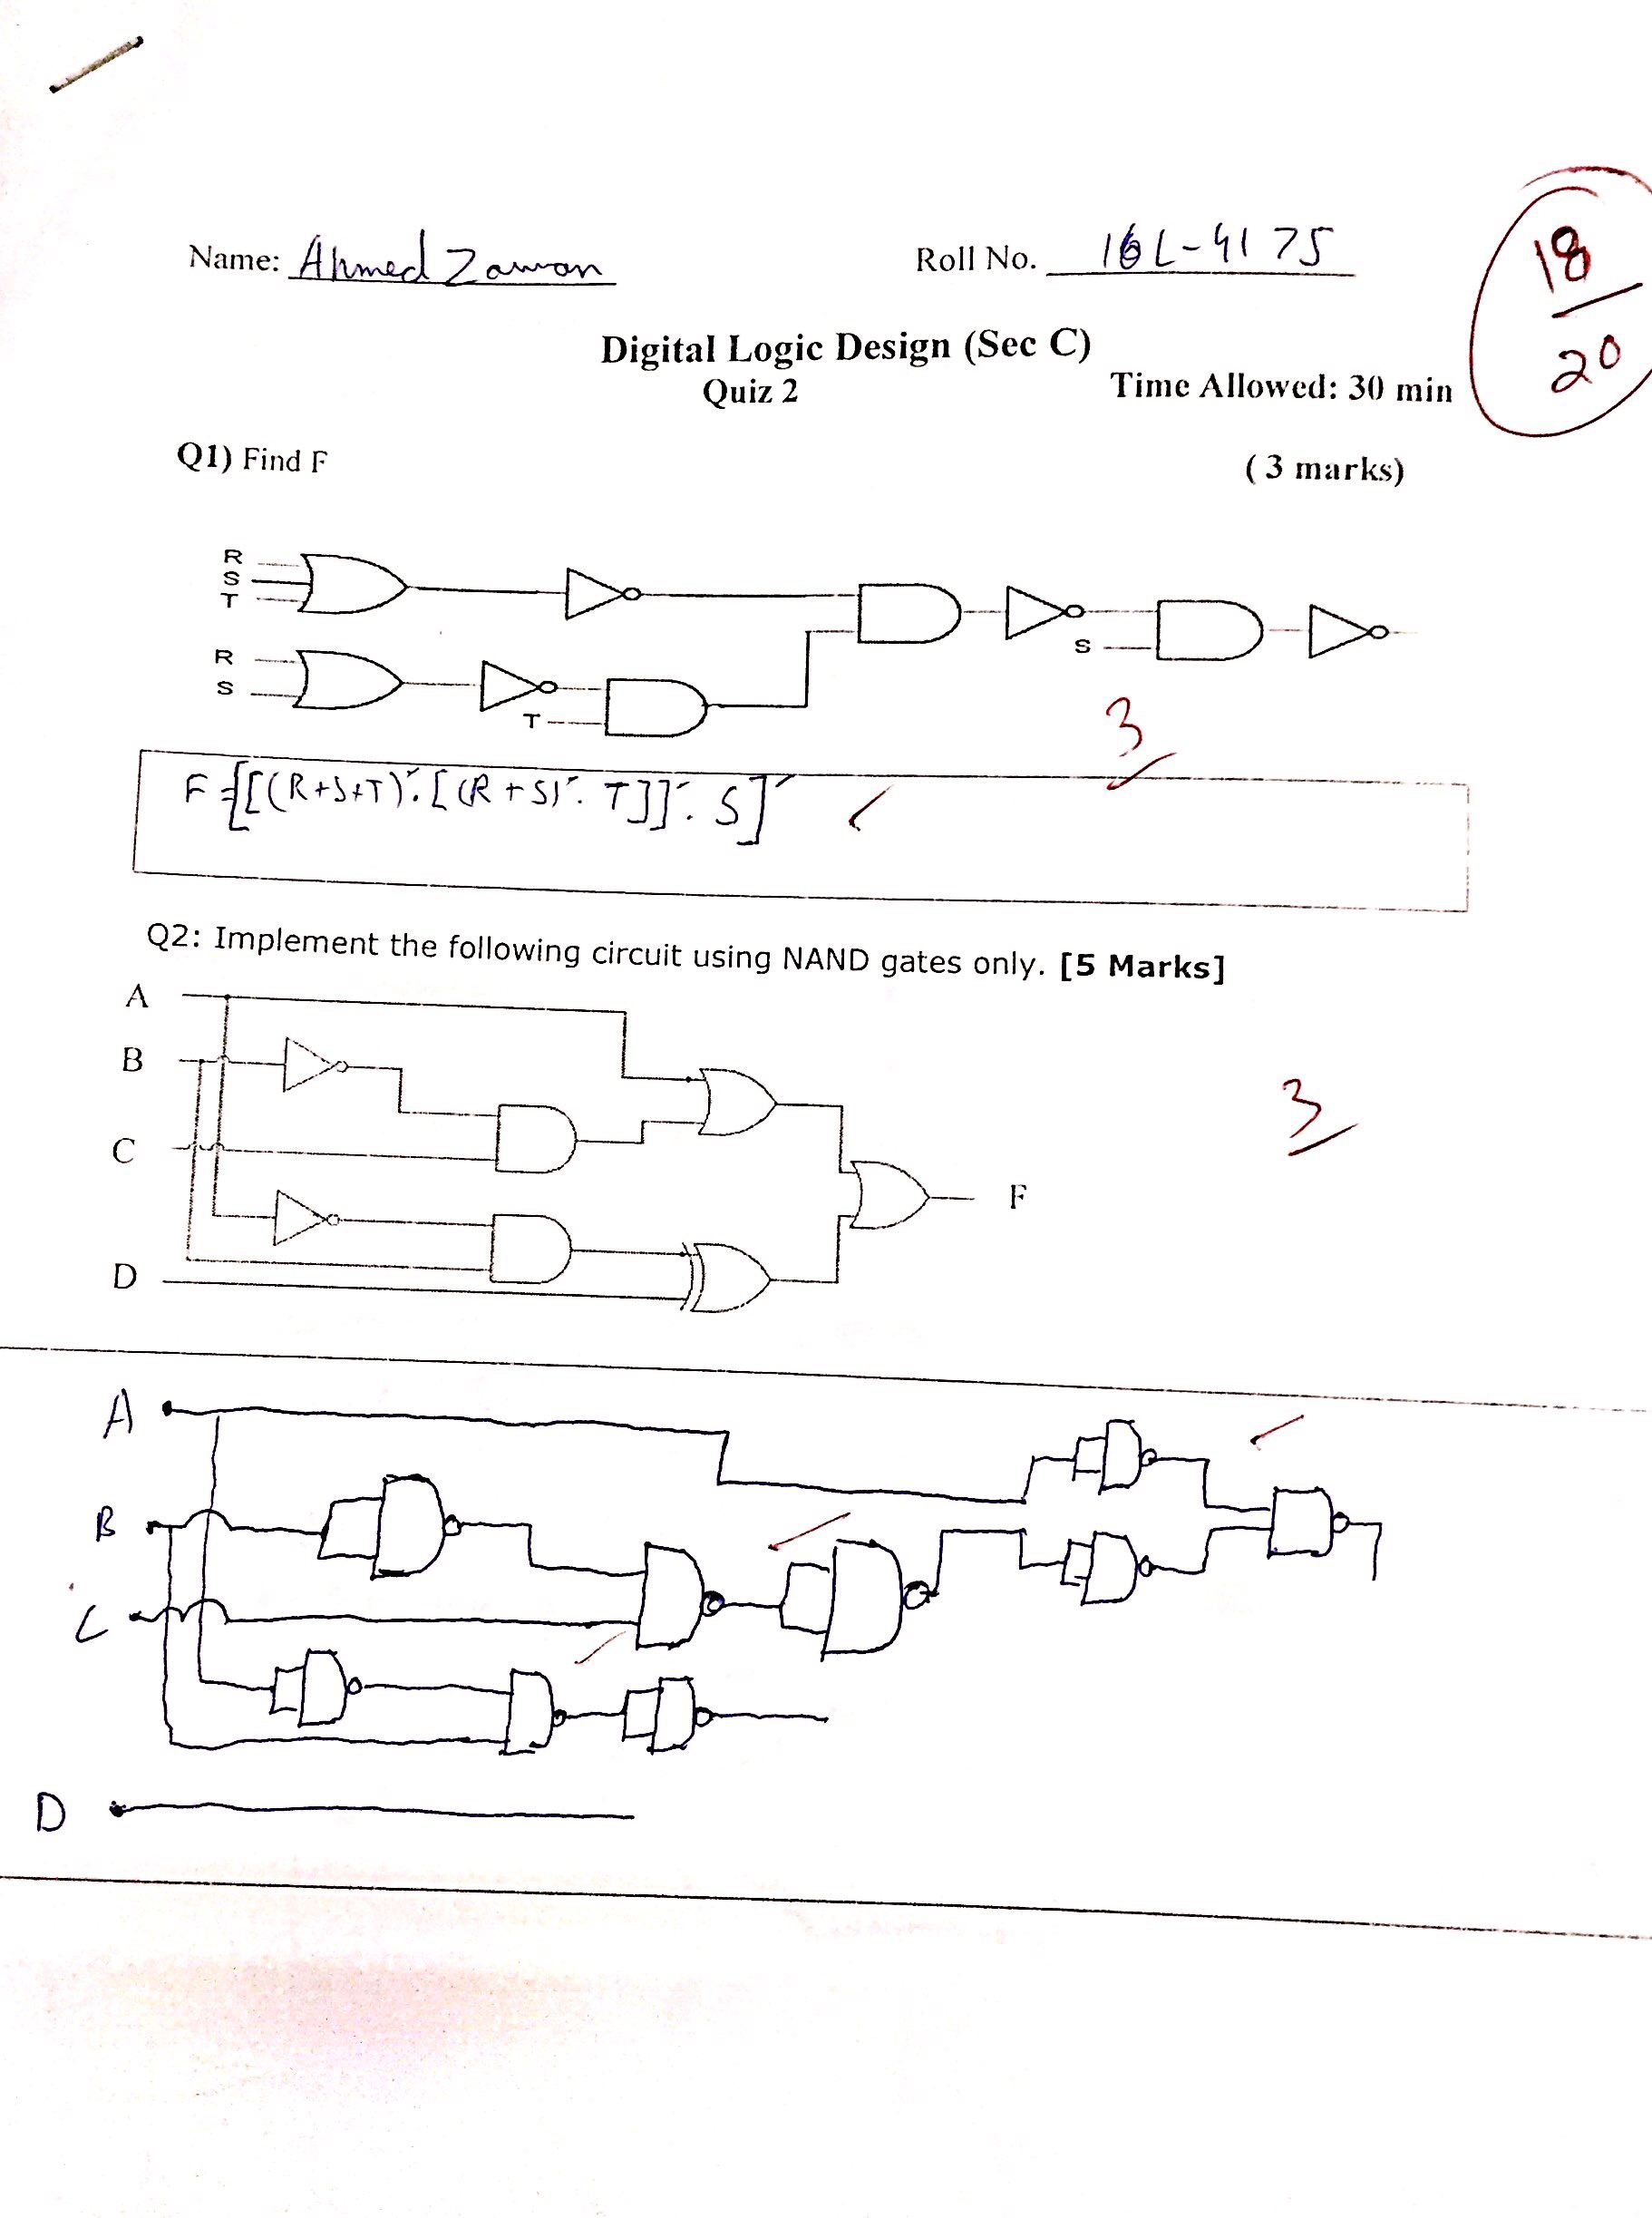 Name: Ahmed Zaman Roll No. 16L-4175
18/20
Digital Logic Design (Sec C)
Quiz 2 Time Allowed: 30 min
Q1) Find F ( 3 marks)
R
S
T
S
R
S
T
3
F = [[(R+S+T)'. [(R+S)'. T]]'. S]'
Q2: Implement the following circuit using NAND gates only. [5 Marks]
A
B
3
C
F
D
A
B
C
D